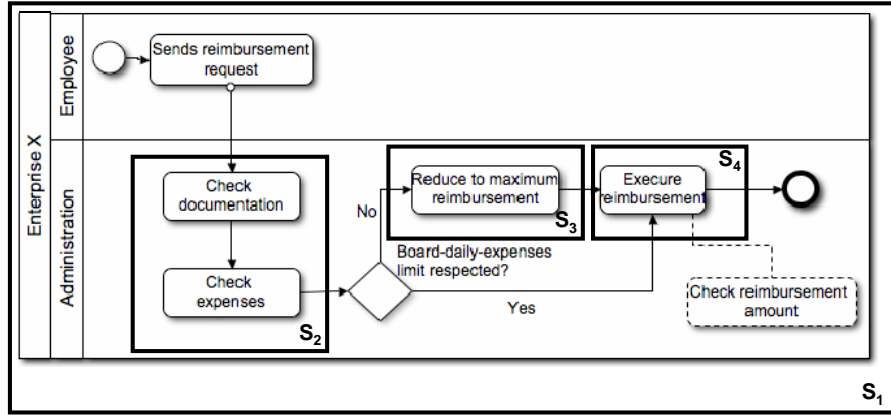 Enterprise X
Employee
Sends reimbursement
request
Administration
Check
documentation
Check
expenses
S2
No
Reduce to maximum
reimbursement
S3
Board-daily-expenses
limit respected?
Yes
Execure
reimbursement
S4
Check reimbursement
amount
S1